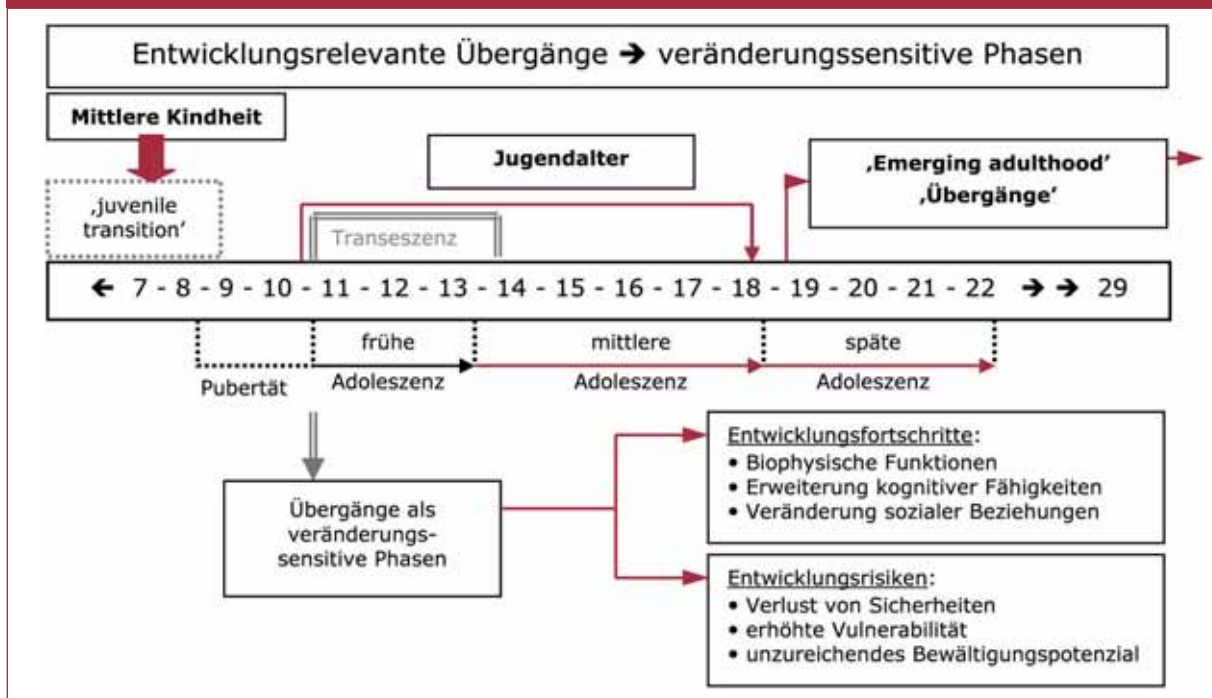 Entwicklungsrelevante Übergänge ➔ veränderungssensitive Phasen
Mittlere Kindheit
Jugendalter
‚Emerging adulthood’
‚Übergänge’
‚juvenile
transition’
Transeszenz
🡰 7 - 8 - 9 - 10 - 11 - 12 - 13 - 14 - 15 - 16 - 17 - 18 - 19 - 20 - 21 - 22 ➔ ➔ 29
Pubertät
frühe
Adoleszenz
mittlere
Adoleszenz
späte
Adoleszenz
Übergänge als
veränderungs-
sensitive Phasen
Entwicklungsfortschritte:
• Biophysische Funktionen
• Erweiterung kognitiver Fähigkeiten
• Veränderung sozialer Beziehungen
Entwicklungsrisiken:
• Verlust von Sicherheiten
• erhöhte Vulnerabilität
• unzureichendes Bewältigungspotenzial